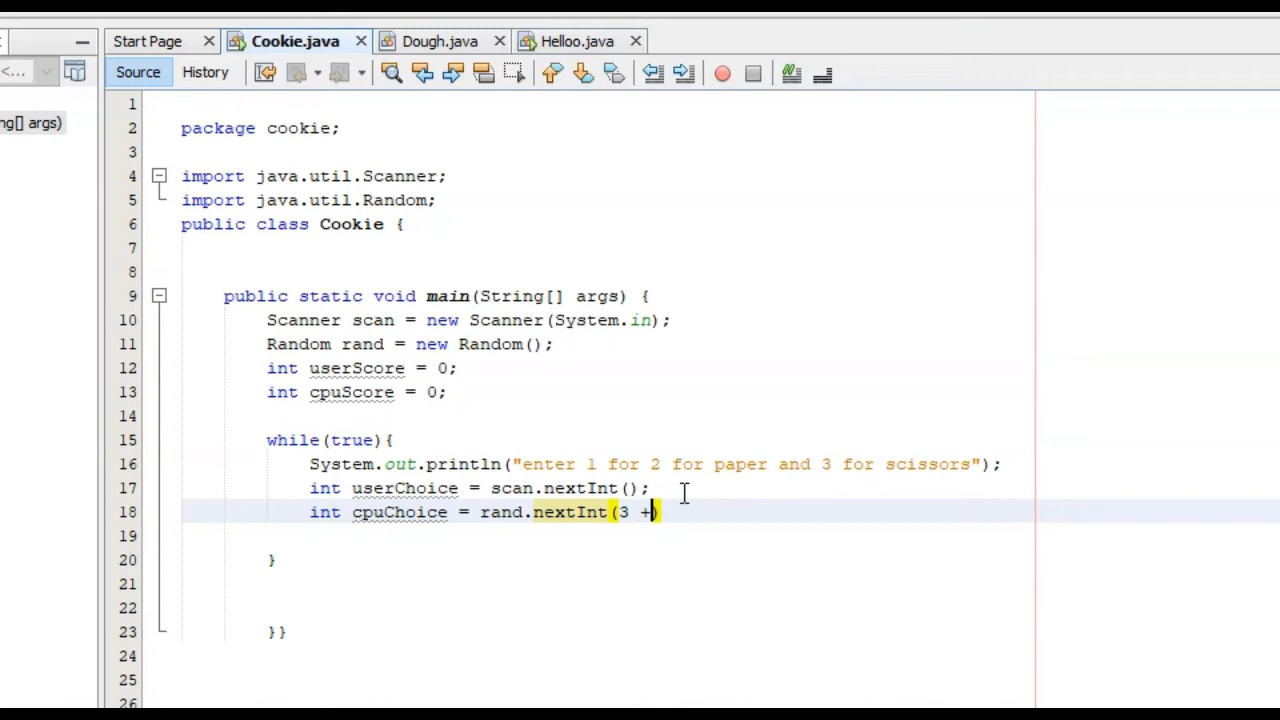 Start Page Cookie.java Dough.java Helloo.java
<... Source History
ng[] args)
1
2 package cookie;
3
4 import java.util.Scanner;
5 import java.util.Random;
6 public class Cookie {
7
8
9 public static void main(String[] args) {
10 Scanner scan = new Scanner(System.in);
11 Random rand = new Random();
12 int userScore = 0;
13 int cpuScore = 0;
14
15 while(true){
16 System.out.println("enter 1 for 2 for paper and 3 for scissors");
17 int userChoice = scan.nextInt();
18 int cpuChoice = rand.nextInt(3 +)
19
20 }
21
22
23 }}
24
25
26